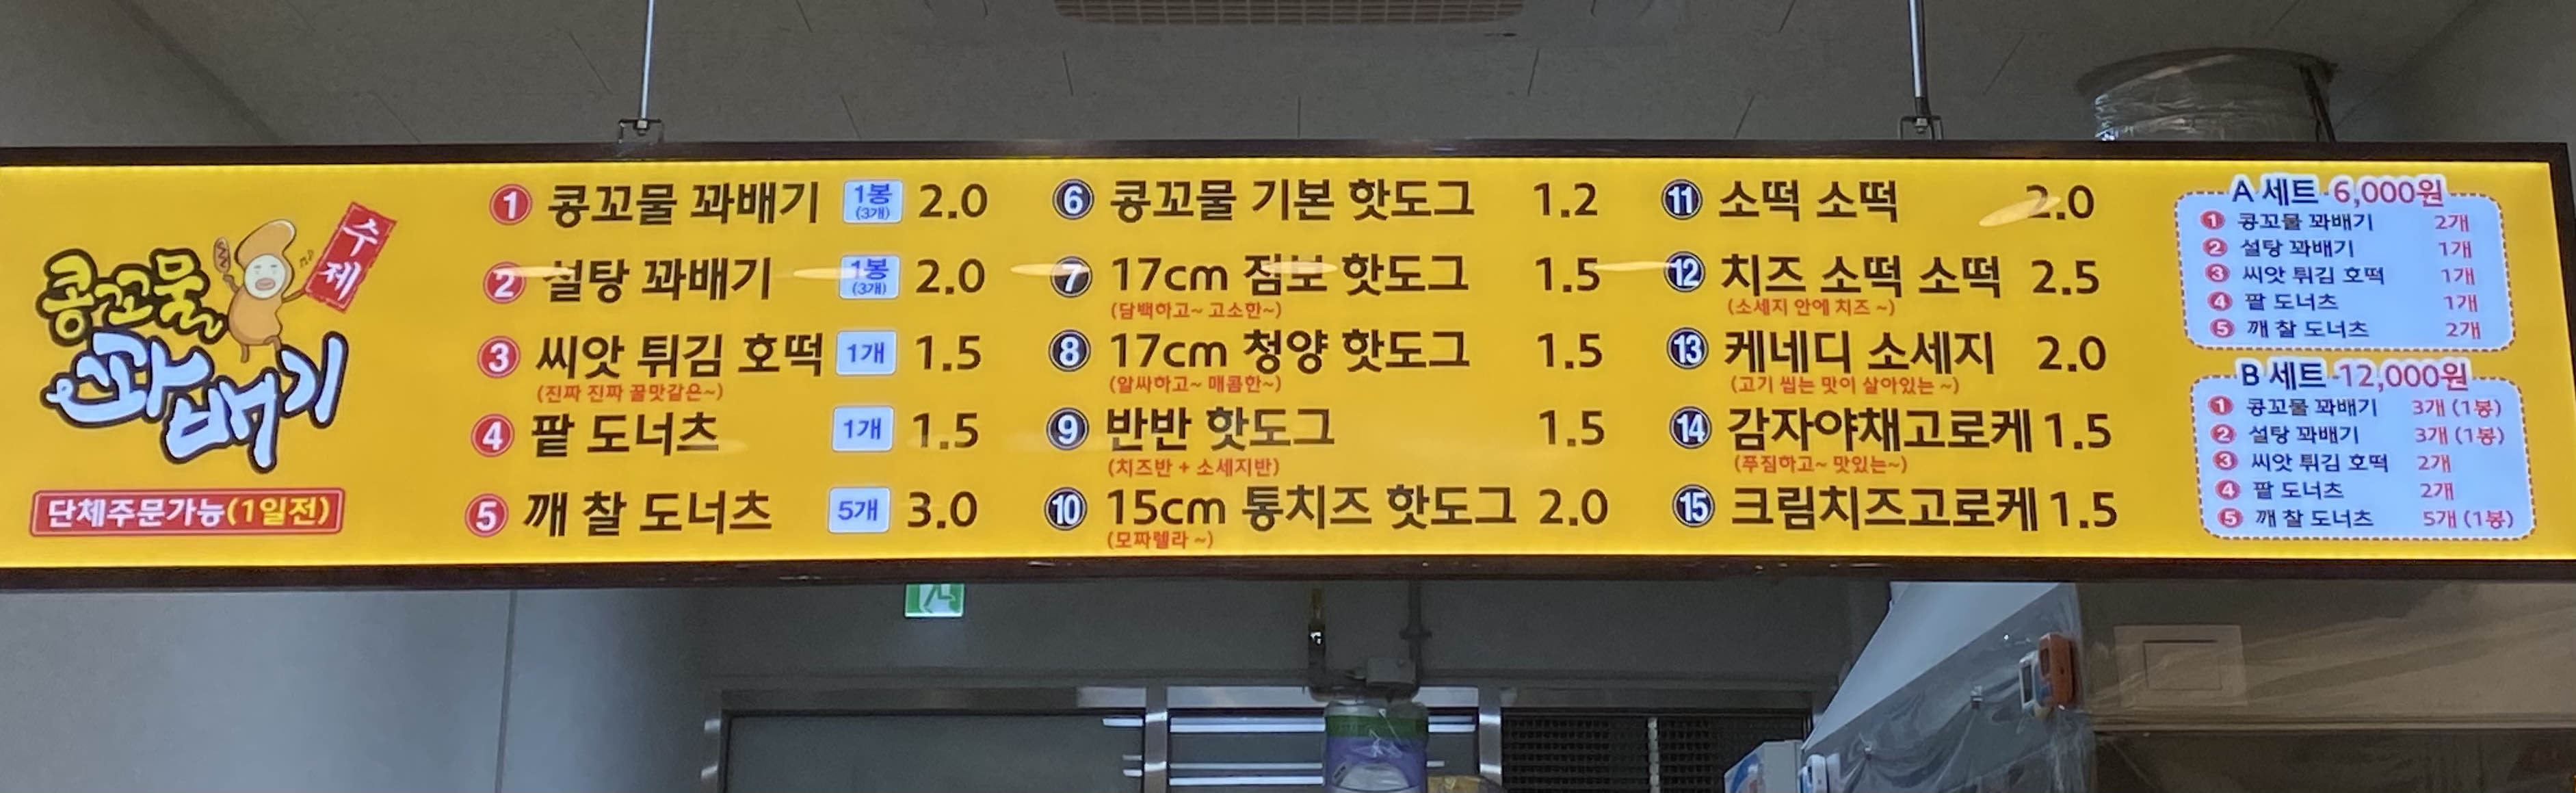 수제
콩꼬물
꽈배기
단체주문가능(1일전)
1 콩꼬물 꽈배기 1봉 (3개) 2.0
2 설탕 꽈배기 1봉 (3개) 2.0
3 씨앗 튀김 호떡 1개 1.5
(진짜 진짜 꿀맛같은~)
4 팥 도너츠 1개 1.5
5 깨 찰 도너츠 5개 3.0
6 콩꼬물 기본 핫도그 1.2
7 17cm 점보 핫도그 1.5
(담백하고~ 고소한~)
8 17cm 청양 핫도그 1.5
(알싸하고~ 매콤한~)
9 반반 핫도그 1.5
(치즈반 + 소세지반)
10 15cm 통치즈 핫도그 2.0
(모짜렐라 ~)
11 소떡 소떡 2.0
12 치즈 소떡 소떡 2.5
(소세지 안에 치즈 ~)
13 케네디 소세지 2.0
(고기 씹는 맛이 살아있는 ~)
14 감자야채고로케 1.5
(푸짐하고~ 맛있는~)
15 크림치즈고로케 1.5
A 세트 6,000원
1 콩꼬물 꽈배기 2개
2 설탕 꽈배기 1개
3 씨앗 튀김 호떡 1개
4 팥 도너츠 1개
5 깨 찰 도너츠 2개
B 세트 12,000원
1 콩꼬물 꽈배기 3개 (1봉)
2 설탕 꽈배기 3개 (1봉)
3 씨앗 튀김 호떡 2개
4 팥 도너츠 2개
5 깨 찰 도너츠 5개 (1봉)